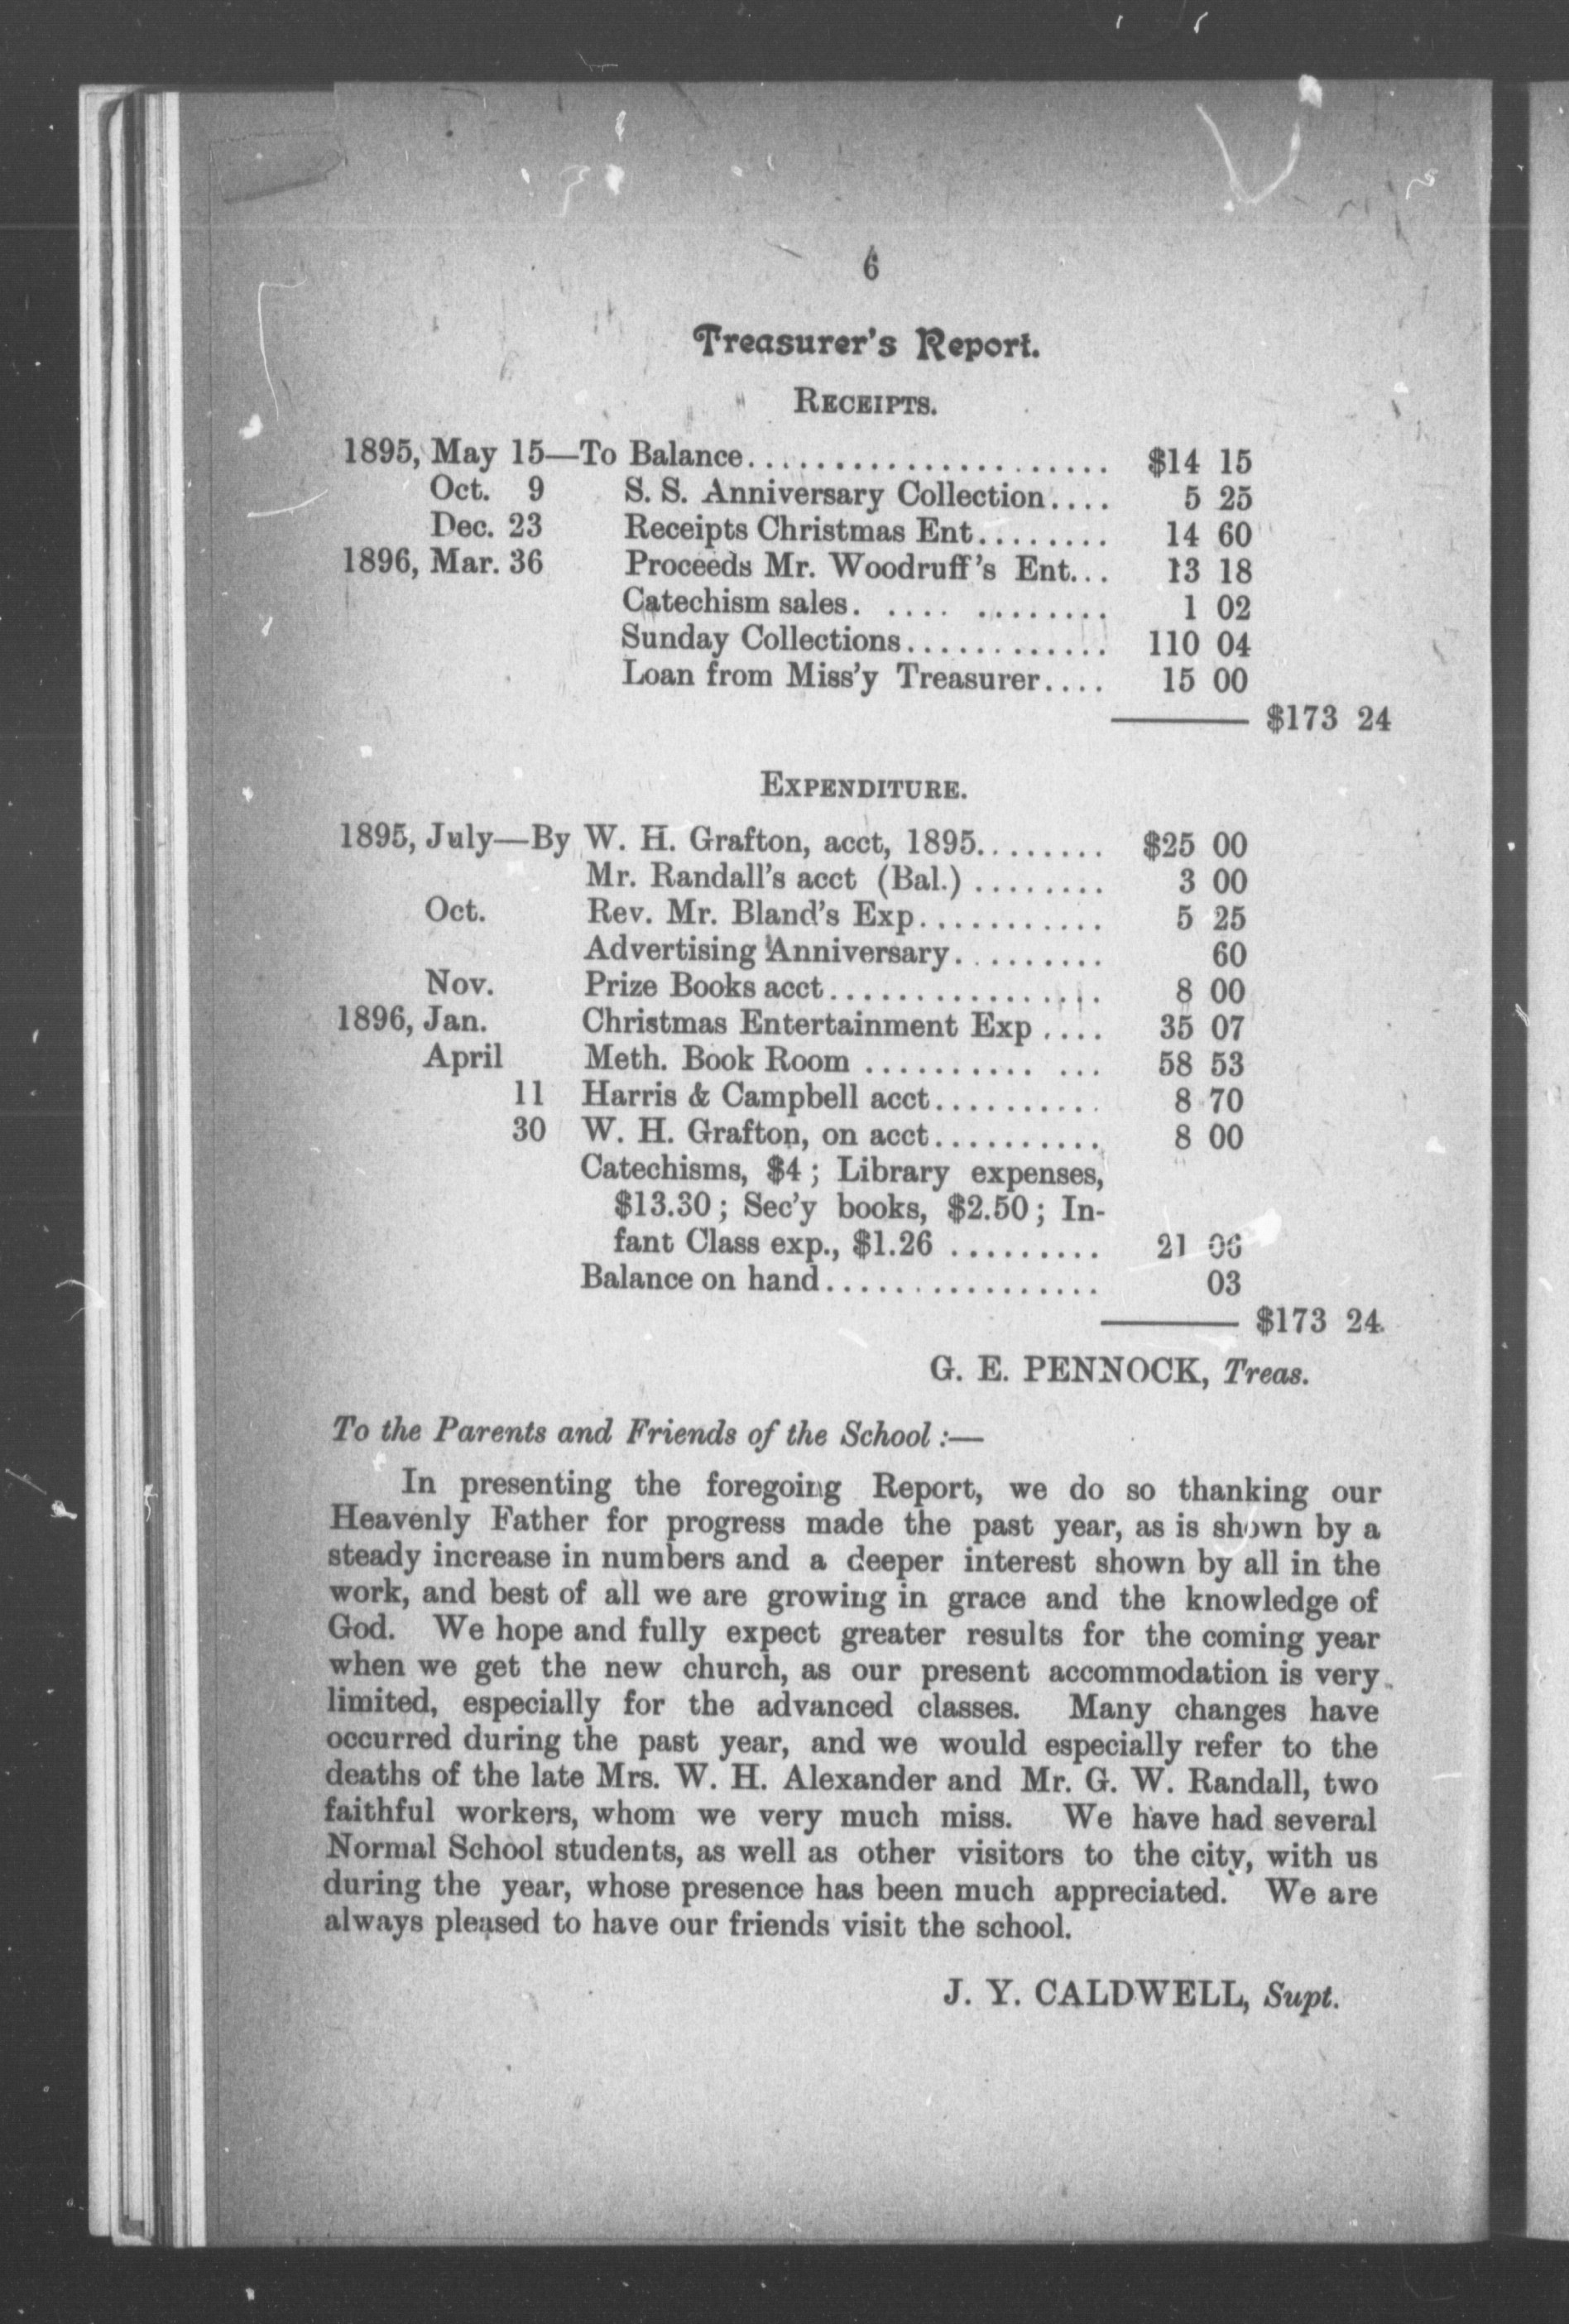 6
Treasurer's Report.
RECEIPTS.
1895, May 15—To Balance...................... $14 15
Oct. 9 S. S. Anniversary Collection.... 5 25
Dec. 23 Receipts Christmas Ent........ 14 60
1896, Mar. 36 Proceeds Mr. Woodruff's Ent... 13 18
Catechism sales. .... ........ 1 02
Sunday Collections............ 110 04
Loan from Miss'y Treasurer.... 15 00
——— $173 24
EXPENDITURE.
1895, July—By W. H. Grafton, acct, 1895........ $25 00
Mr. Randall's acct (Bal.) ........ 3 00
Oct. Rev. Mr. Bland's Exp........... 5 25
Advertising Anniversary......... 60
Nov. Prize Books acct................ 8 00
1896, Jan. Christmas Entertainment Exp .... 35 07
April Meth. Book Room .......... ... 58 53
11 Harris & Campbell acct.......... 8 70
30 W. H. Grafton, on acct.......... 8 00
Catechisms, $4; Library expenses,
$13.30; Sec'y books, $2.50; In-
fant Class exp., $1.26 ......... 21 06
Balance on hand................. 03
——— $173 24
G. E. PENNOCK, Treas.
To the Parents and Friends of the School:—
In presenting the foregoing Report, we do so thanking our
Heavenly Father for progress made the past year, as is shown by a
steady increase in numbers and a deeper interest shown by all in the
work, and best of all we are growing in grace and the knowledge of
God. We hope and fully expect greater results for the coming year
when we get the new church, as our present accommodation is very
limited, especially for the advanced classes. Many changes have
occurred during the past year, and we would especially refer to the
deaths of the late Mrs. W. H. Alexander and Mr. G. W. Randall, two
faithful workers, whom we very much miss. We have had several
Normal School students, as well as other visitors to the city, with us
during the year, whose presence has been much appreciated. We are
always pleased to have our friends visit the school.
J. Y. CALDWELL, Supt.